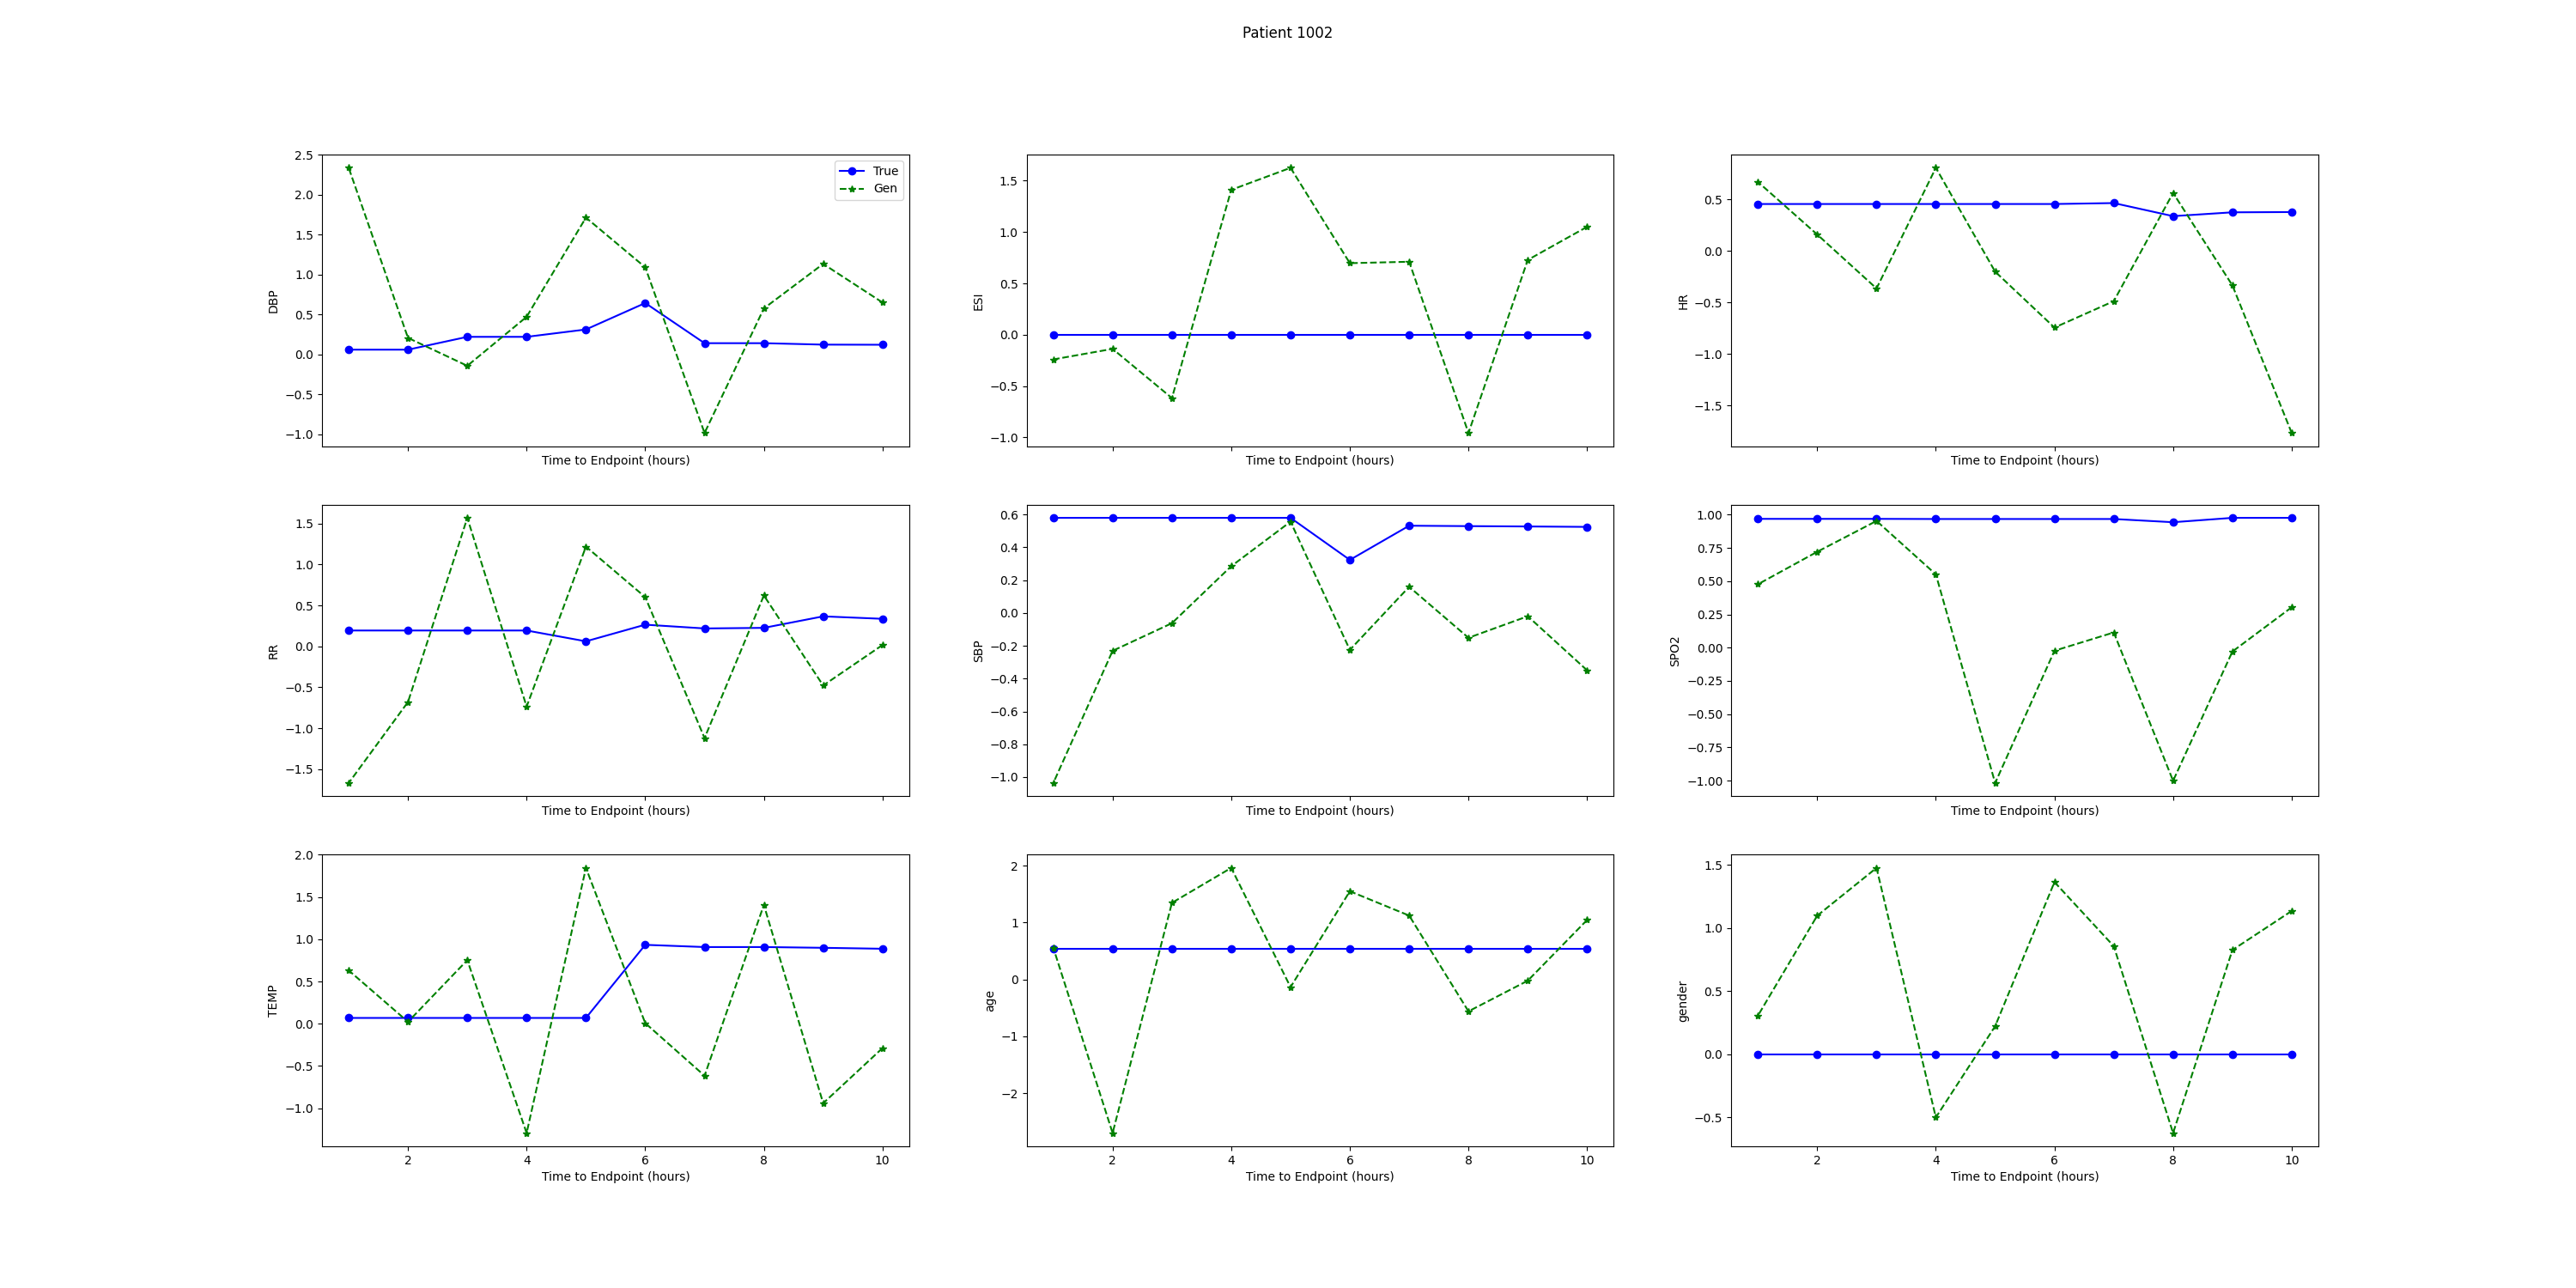 Patient 1002
2.5
2.0
1.5
1.0
0.5
0.0
−0.5
−1.0
DBP
True
Gen
Time to Endpoint (hours)
1.5
1.0
0.5
0.0
−0.5
−1.0
ESI
Time to Endpoint (hours)
0.5
0.0
−0.5
−1.0
−1.5
HR
Time to Endpoint (hours)
1.5
1.0
0.5
0.0
−0.5
−1.0
−1.5
RR
Time to Endpoint (hours)
0.6
0.4
0.2
0.0
−0.2
−0.4
−0.6
−0.8
−1.0
SBP
Time to Endpoint (hours)
1.00
0.75
0.50
0.25
0.00
−0.25
−0.50
−0.75
−1.00
SPO2
Time to Endpoint (hours)
2.0
1.5
1.0
0.5
0.0
−0.5
−1.0
TEMP
2 4 6 8 10
Time to Endpoint (hours)
2
1
0
−1
−2
age
2 4 6 8 10
Time to Endpoint (hours)
1.5
1.0
0.5
0.0
−0.5
gender
2 4 6 8 10
Time to Endpoint (hours)